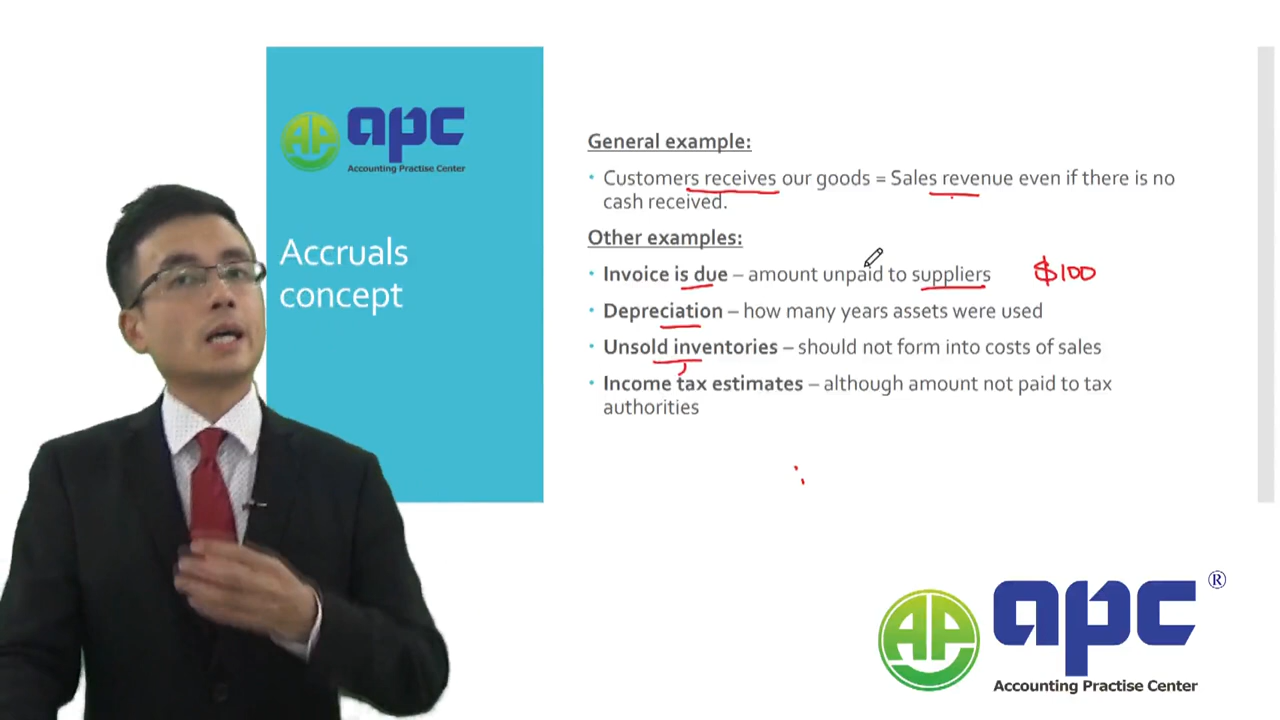 AP apc
Accounting Practise Center
Accruals
concept
General example:
• Customers receives our goods = Sales revenue even if there is no
cash received.
Other examples:
• Invoice is due – amount unpaid to suppliers $100
• Depreciation – how many years assets were used
• Unsold inventories – should not form into costs of sales
• Income tax estimates – although amount not paid to tax
authorities
AP apc ®
Accounting Practise Center